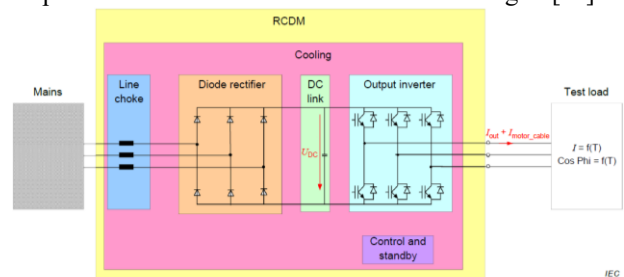 RCDM
Cooling
Mains
Line
choke
Diode rectifier
DC
link
Output inverter
Test load
U_DC
I_out + I_motor_cable
I = f(T)
Cos Phi = f(T)
Control and
standby
IEC